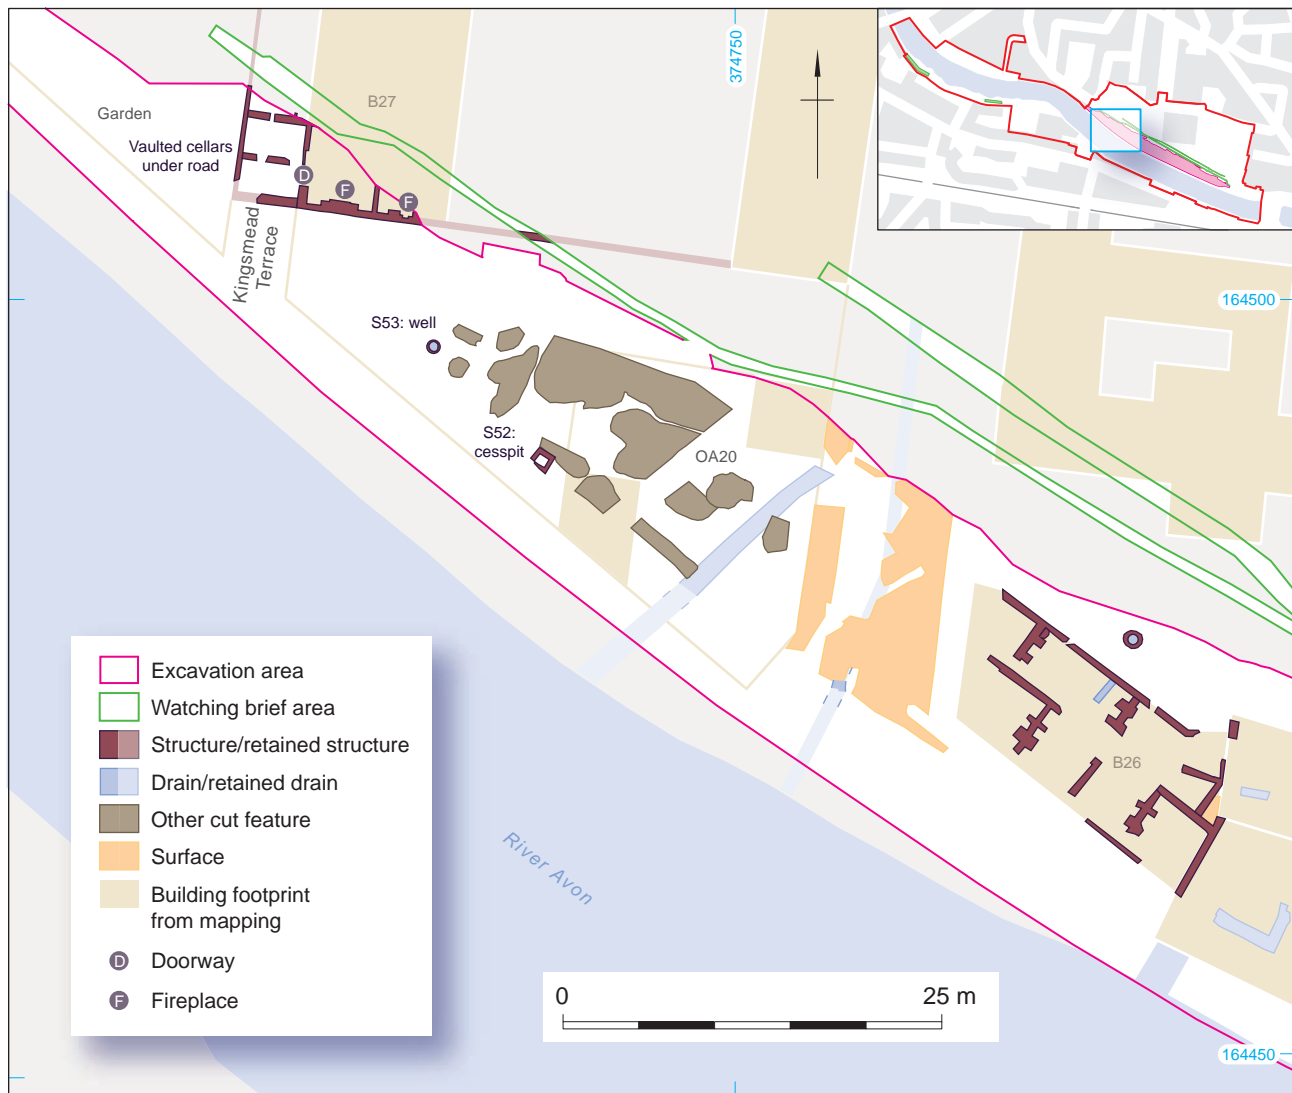 374750
B27
Garden
Vaulted cellars
under road
D
F
F
Kingsmead
Terrace
164500
S53: well
S52:
cesspit
OA20
B26
River Avon
Excavation area
Watching brief area
Structure/retained structure
Drain/retained drain
Other cut feature
Surface
Building footprint
from mapping
D Doorway
F Fireplace
0 25 m
164450